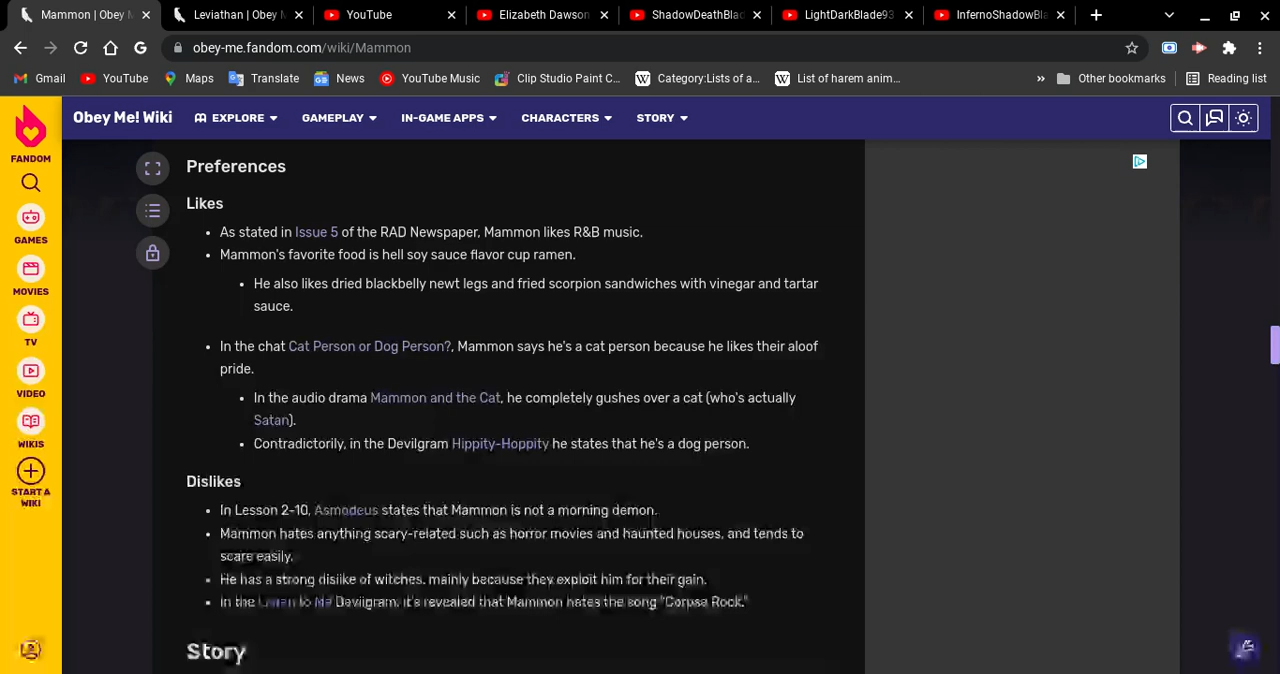 Mammon | Obey M
Leviathan | Obey M
YouTube
Elizabeth Dawson
ShadowDeathBlad
LightDarkBlade93
InfernoShadowBl
obey-me.fandom.com/wiki/Mammon
Gmail
YouTube
Maps
Translate
News
YouTube Music
Clip Studio Paint C...
Category:Lists of a...
List of harem anim...
»
Other bookmarks
Reading list
FANDOM
GAMES
MOVIES
TV
VIDEO
WIKIS
START A
WIKI
Obey Me! Wiki
EXPLORE
GAMEPLAY
IN-GAME APPS
CHARACTERS
STORY
Preferences
Likes
As stated in Issue 5 of the RAD Newspaper, Mammon likes R&B music.
Mammon's favorite food is hell soy sauce flavor cup ramen.
He also likes dried blackbelly newt legs and fried scorpion sandwiches with vinegar and tartar
sauce.
In the chat Cat Person or Dog Person?, Mammon says he's a cat person because he likes their aloof
pride.
In the audio drama Mammon and the Cat, he completely gushes over a cat (who's actually
Satan).
Contradictorily, in the Devilgram Hippity-Hoppity he states that he's a dog person.
Dislikes
In Lesson 2-10, Asmodeus states that Mammon is not a morning demon.
Mammon hates anything scary-related such as horror movies and haunted houses, and tends to
scare easily.
He has a strong dislike of witches, mainly because they exploit him for their gain.
In the Listen to Me Devilgram, it's revealed that Mammon hates the song "Corpse Rock."
Story